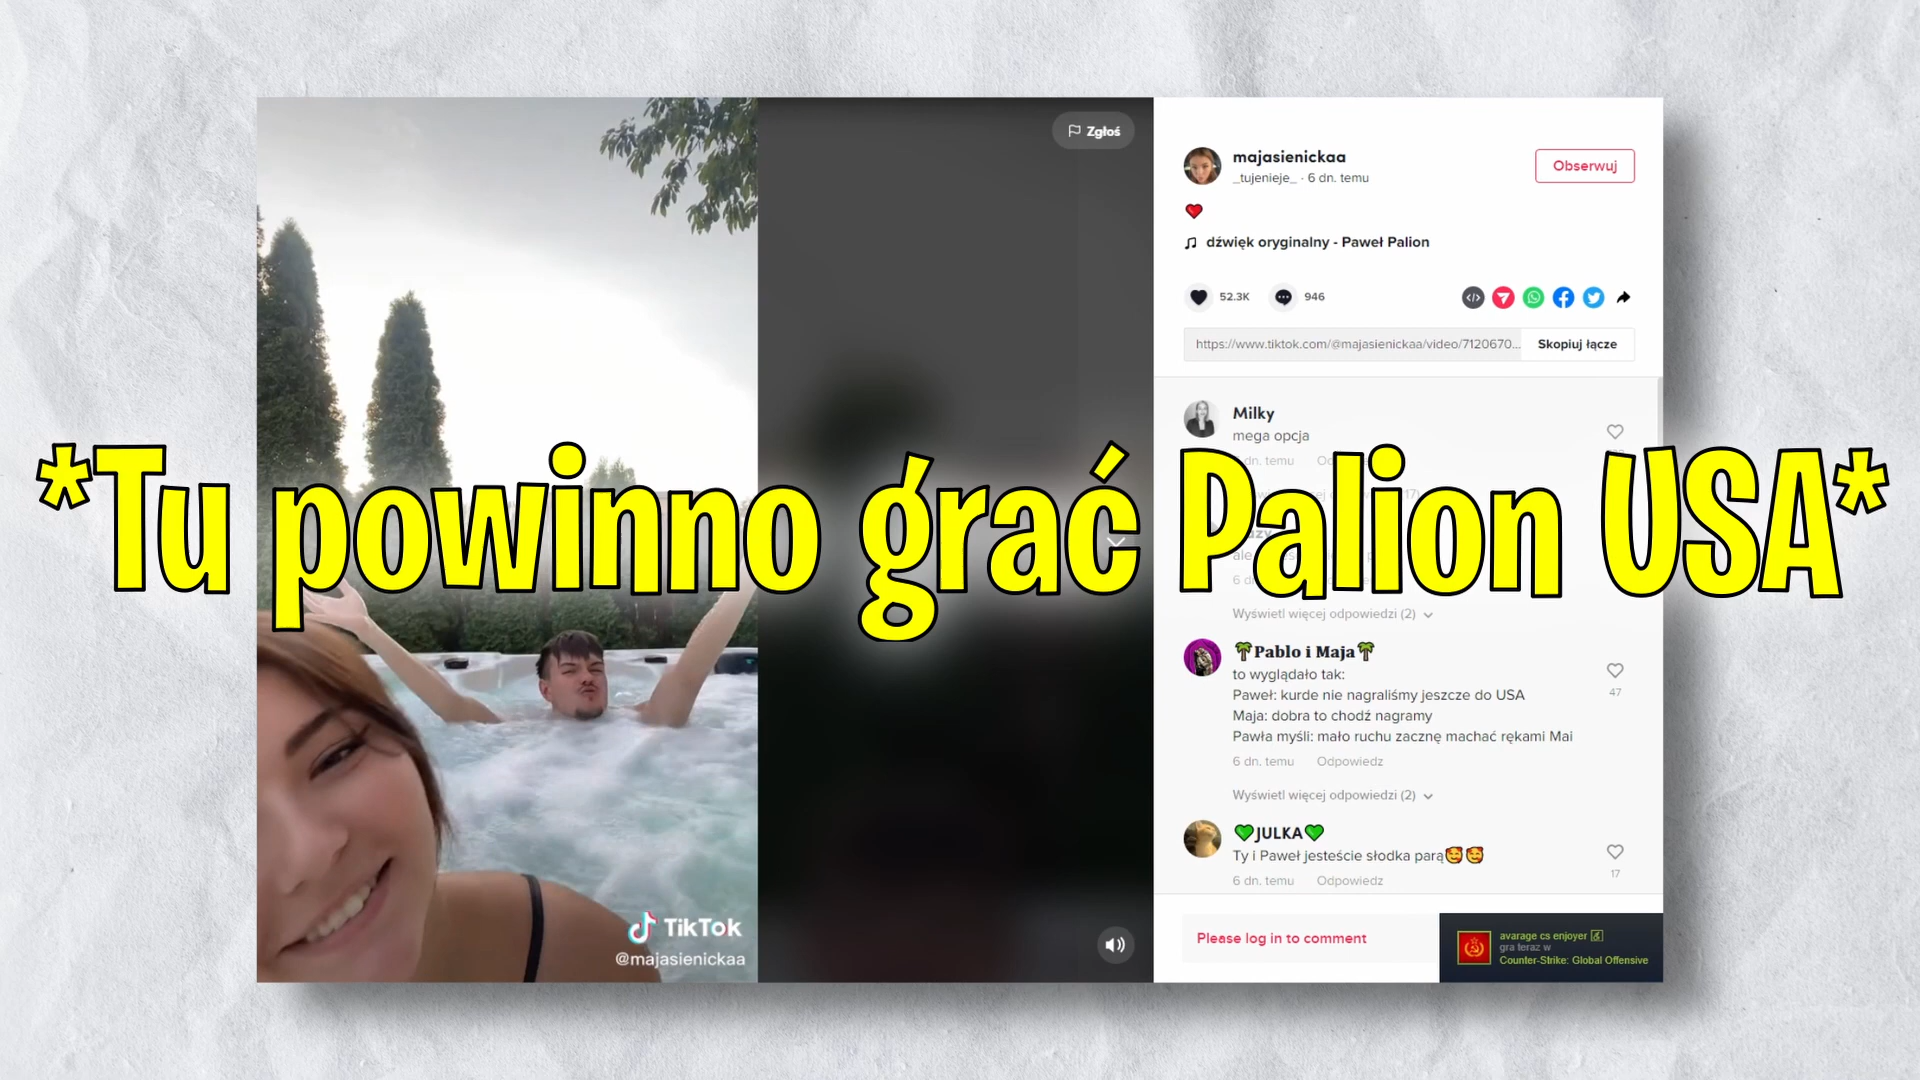 Zgłoś
majasienickaa
_tujenieje_ · 6 dn. temu
Obserwuj
❤️
dźwięk oryginalny - Paweł Palion
52.3K
946
https://www.tiktok.com/@majasienickaa/video/7120670...
Skopiuj łącze
Milky
mega opcja
dn. temu
*Tu powinno grać Palion USA*
Wyświetl więcej odpowiedzi (2)
🌴Pablo i Maja🌴
to wyglądało tak:
Paweł: kurde nie nagraliśmy jeszcze do USA
Maja: dobra to chodź nagramy
Pawła myśli: mało ruchu zacznę machać rękami Mai
47
6 dn. temu Odpowiedz
Wyświetl więcej odpowiedzi (2)
💚JULKA💚
Ty i Paweł jesteście słodka parą🥰🥰
17
6 dn. temu Odpowiedz
TikTok
@majasienickaa
Please log in to comment
avarage cs enjoyer
gra teraz w
Counter-Strike: Global Offensive